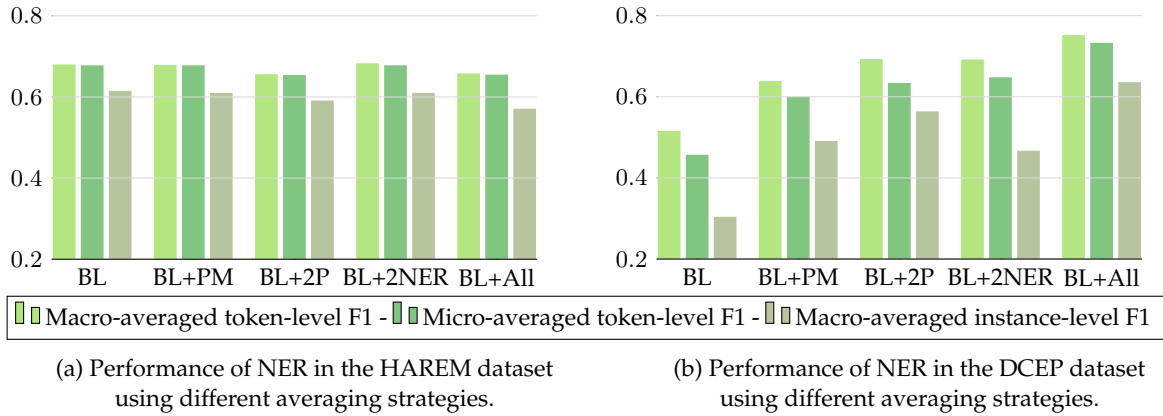 0.8
0.6
0.4
0.2
BL
BL+PM
BL+2P
BL+2NER
BL+All
0.8
0.6
0.4
0.2
BL
BL+PM
BL+2P
BL+2NER
BL+All
Macro-averaged token-level F1 - Micro-averaged token-level F1 - Macro-averaged instance-level F1
(a) Performance of NER in the HAREM dataset
using different averaging strategies.
(b) Performance of NER in the DCEP dataset
using different averaging strategies.